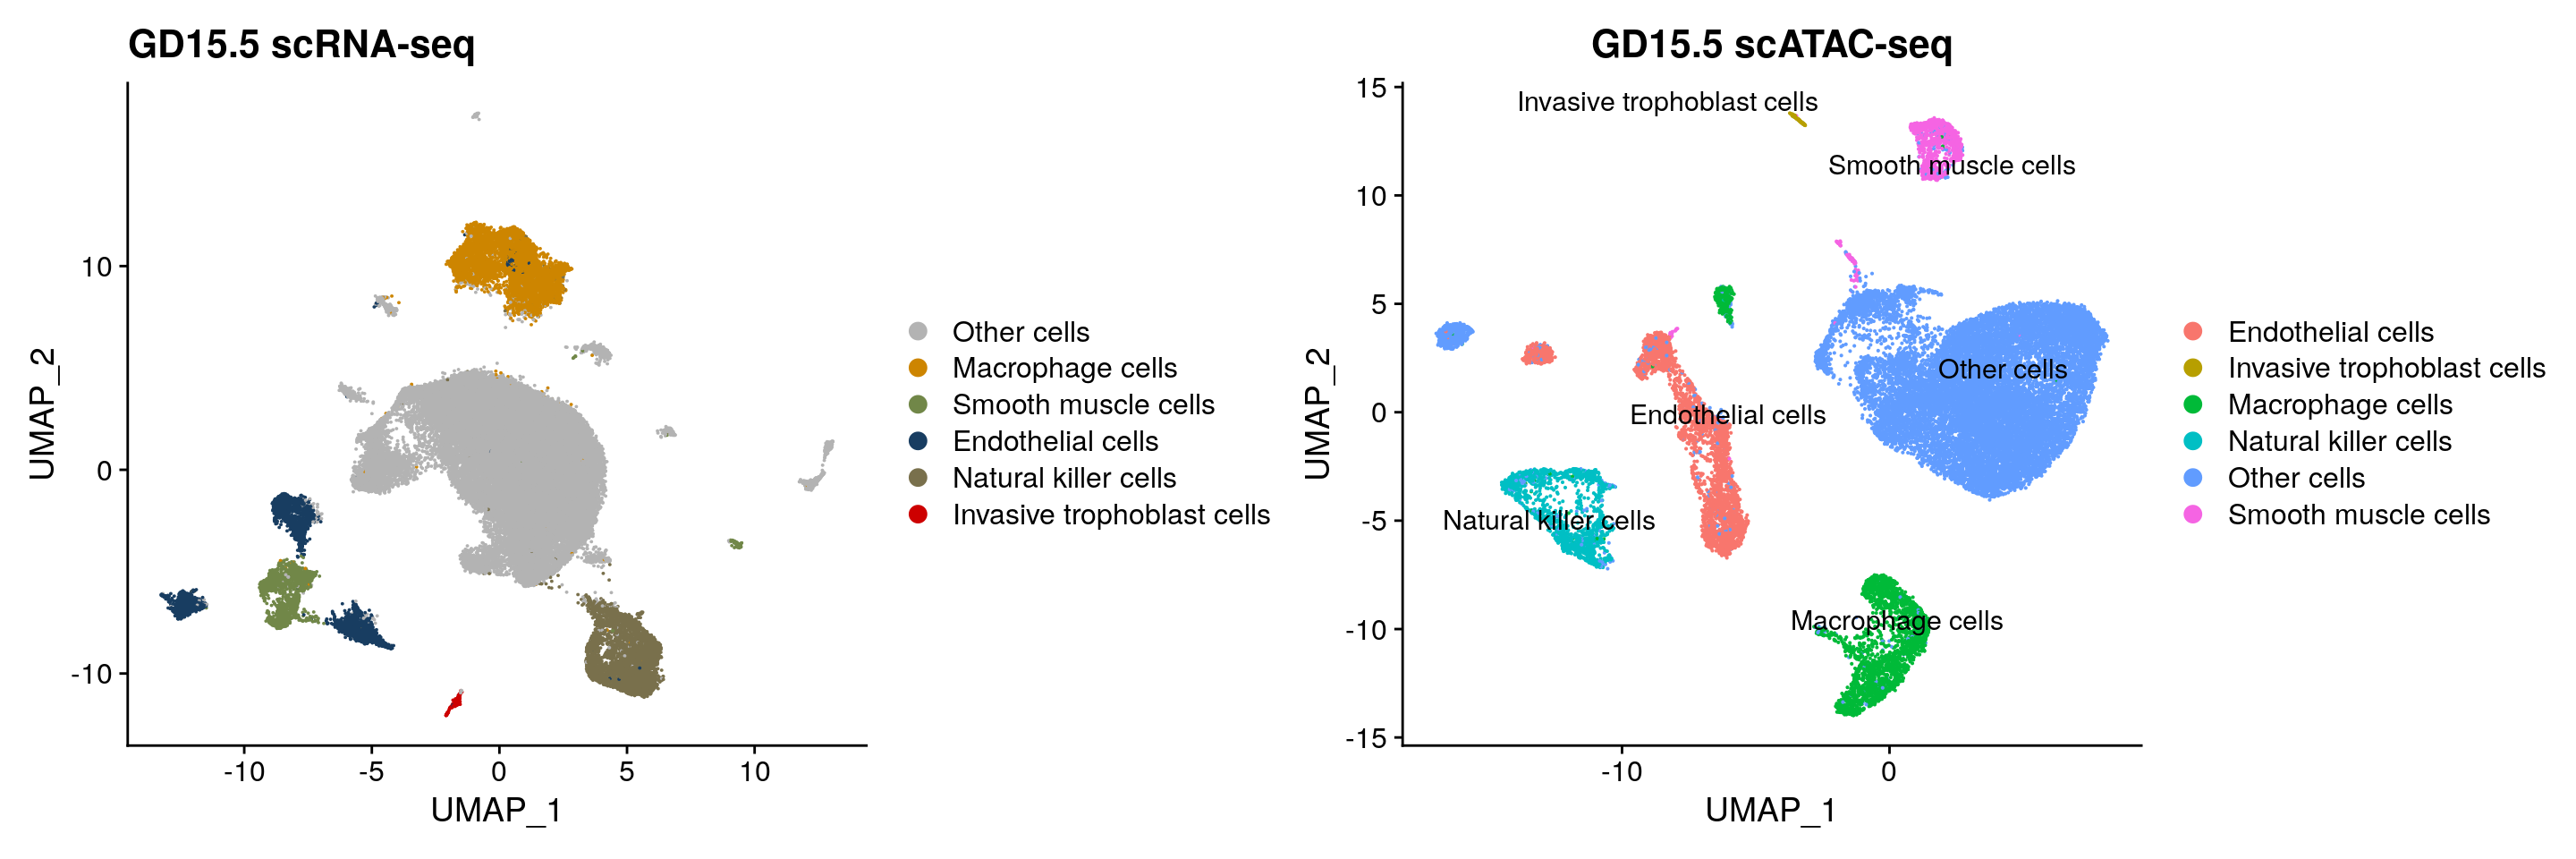 GD15.5 scRNA-seq
10
0
-10
UMAP_2
-10
-5
0
5
10
UMAP_1
Other cells
Macrophage cells
Smooth muscle cells
Endothelial cells
Natural killer cells
Invasive trophoblast cells
GD15.5 scATAC-seq
15
10
5
0
-5
-10
-15
UMAP_2
Invasive trophoblast cells
Smooth muscle cells
Other cells
Endothelial cells
Natural killer cells
Macrophage cells
-10
0
UMAP_1
Endothelial cells
Invasive trophoblast cells
Macrophage cells
Natural killer cells
Other cells
Smooth muscle cells